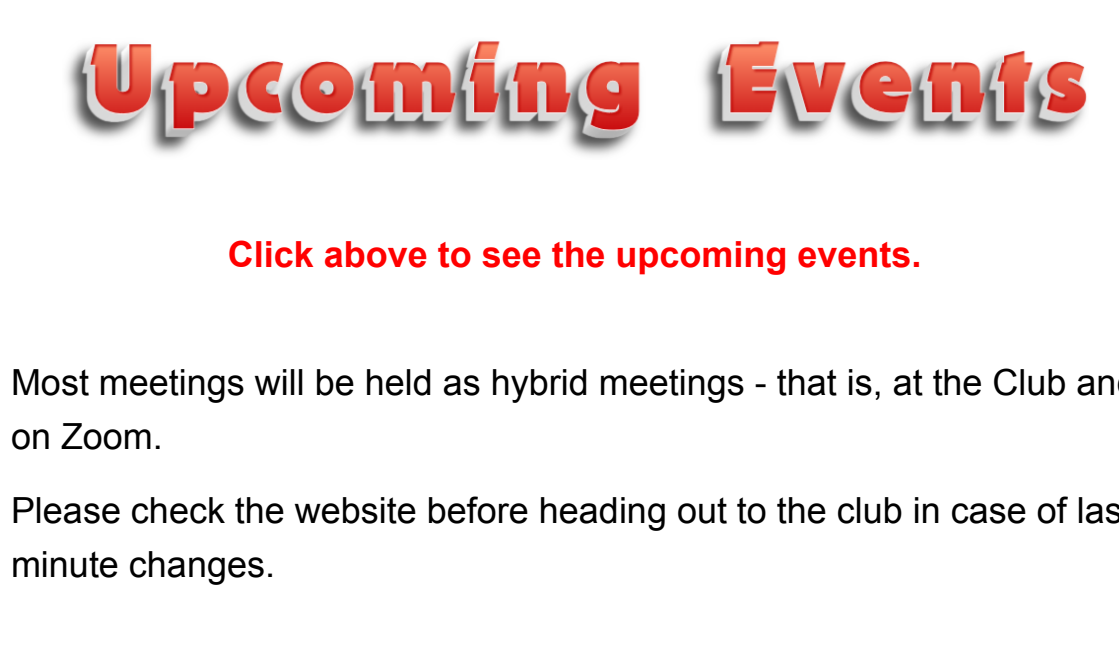 Upcoming Events
Click above to see the upcoming events.
Most meetings will be held as hybrid meetings - that is, at the Club an
on Zoom.
Please check the website before heading out to the club in case of las
minute changes.